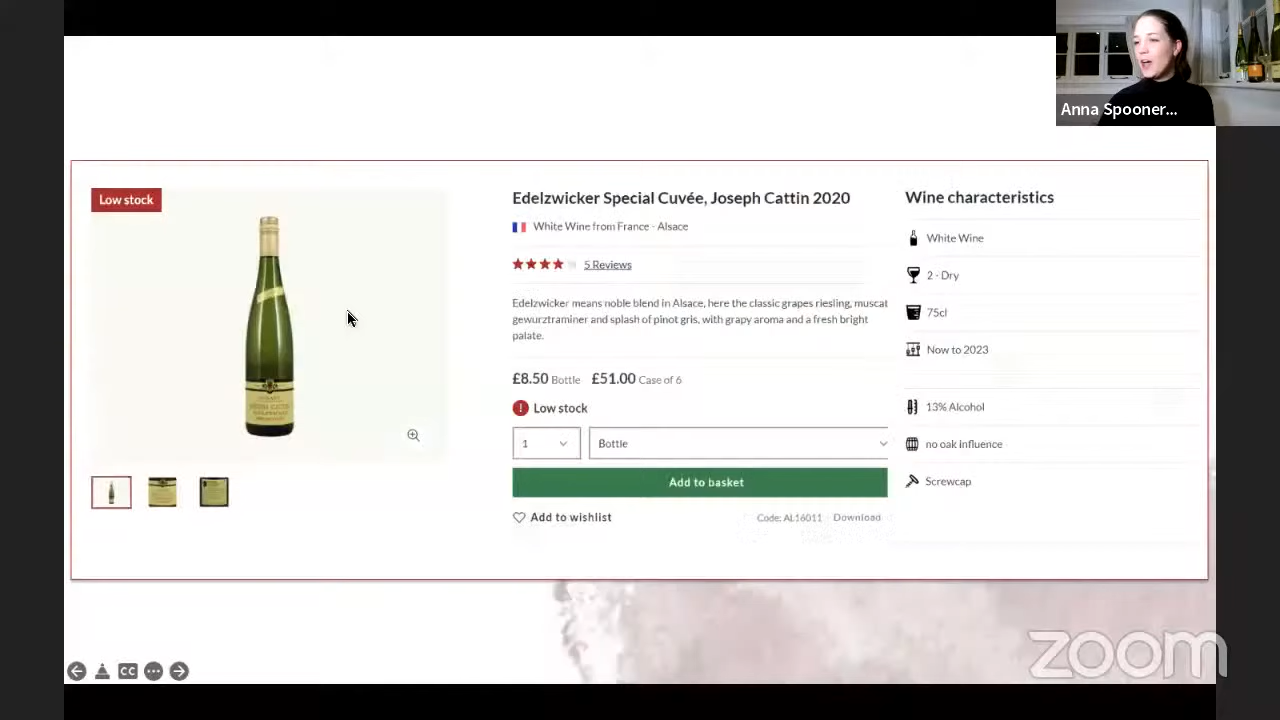 Anna Spooner...
Low stock
Edelzwicker Special Cuvée, Joseph Cattin 2020
White Wine from France - Alsace
5 Reviews
Edelzwicker means noble blend in Alsace, here the classic grapes riesling, muscat
gewurztraminer and splash of pinot gris, with grapy aroma and a fresh bright
palate.
£8.50 Bottle £51.00 Case of 6
Low stock
1 Bottle
Add to basket
Add to wishlist
Code: AL16011 Download
Wine characteristics
White Wine
2 - Dry
75cl
Now to 2023
13% Alcohol
no oak influence
Screwcap
CC
zoom